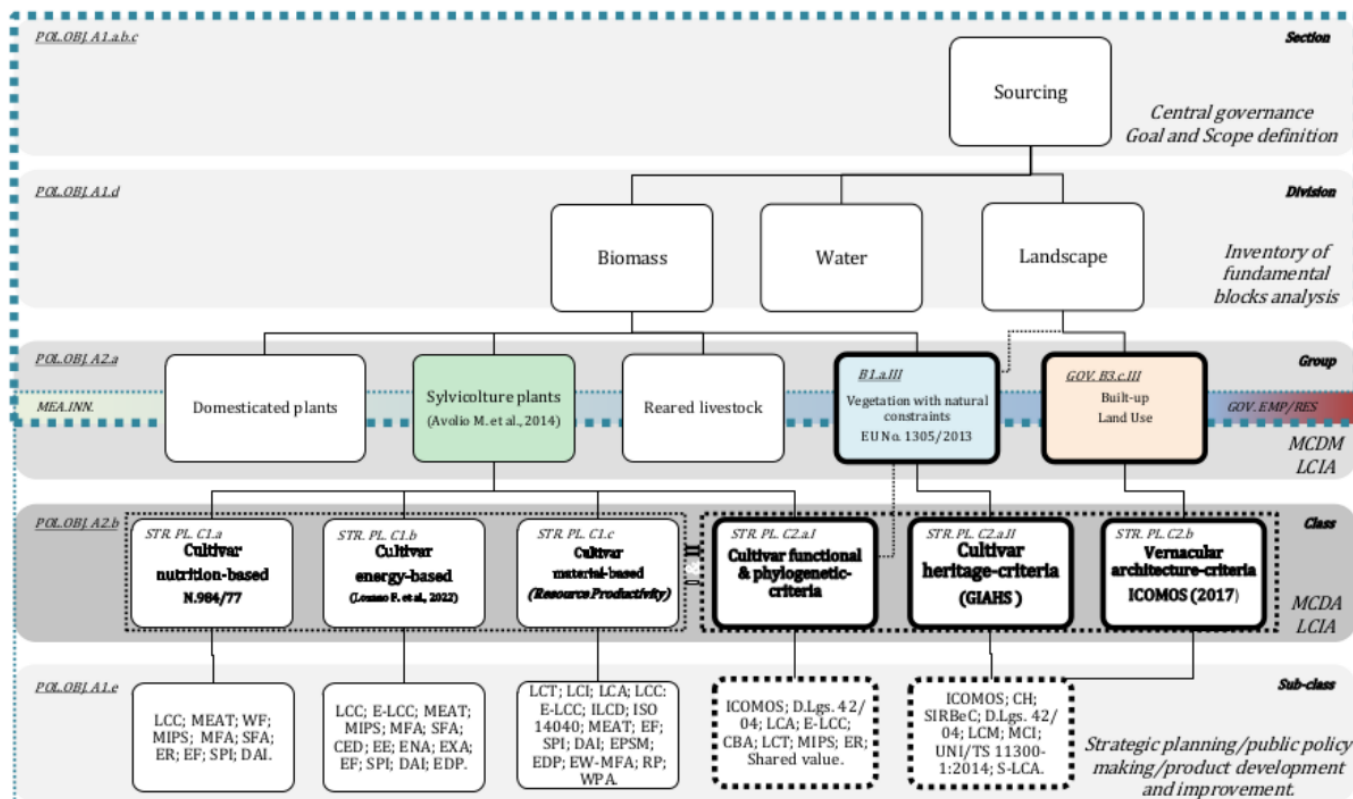 POL.OBJ. A1.a.b.c
Section
Sourcing
Central governance
Goal and Scope definition
POL.OBJ. A1.d
Division
Biomass
Water
Landscape
Inventory of
fundamental
blocks analysis
POL.OBJ. A2.a
Group
MEA.INN.
Domesticated plants
Sylvicolture plants
(Avolio M. et al., 2014)
Reared livestock
B1.a.III
Vegetation with natural
constraints
EU No. 1305/2013
GOV. B3.c.III
Built-up
Land Use
GOV. EMP/RES
MCDM
LCIA
POL.OBJ. A2.b
Class
STR. PL. C1.a
Cultivar
nutrition-based
N.984/77
STR. PL. C1.b
Cultivar
energy-based
(Lozano F. et al., 2022)
STR. PL. C1.c
Cultivar
material-based
(Resource Productivity)
STR. PL. C2.a.I
Cultivar functional
& phylogenetic-
criteria
STR. PL. C2.a.II
Cultivar
heritage-criteria
(GIAHS )
STR. PL. C2.b
Vernacular
architecture-criteria
ICOMOS (2017)
MCDA
LCIA
POL.OBJ. A1.e
Sub-class
LCC; MEAT; WF;
MIPS; MFA; SFA;
ER; EF; SPI; DAI.
LCC; E-LCC; MEAT;
MIPS; MFA; SFA;
CED; EE; ENA; EXA;
EF; SPI; DAI; EDP.
LCT; LCI; LCA; LCC:
E-LCC; ILCD; ISO
14040; MEAT; EF;
SPI; DAI; EPSM;
EDP; EW-MFA; RP;
WPA.
ICOMOS; D.Lgs. 42/
04; LCA; E-LCC;
CBA; LCT; MIPS; ER;
Shared value.
ICOMOS; CH;
SIRBeC; D.Lgs. 42/
04; LCM; MCI;
UNI/TS 11300-
1:2014; S-LCA.
Strategic planning/public policy
making/product development
and improvement.